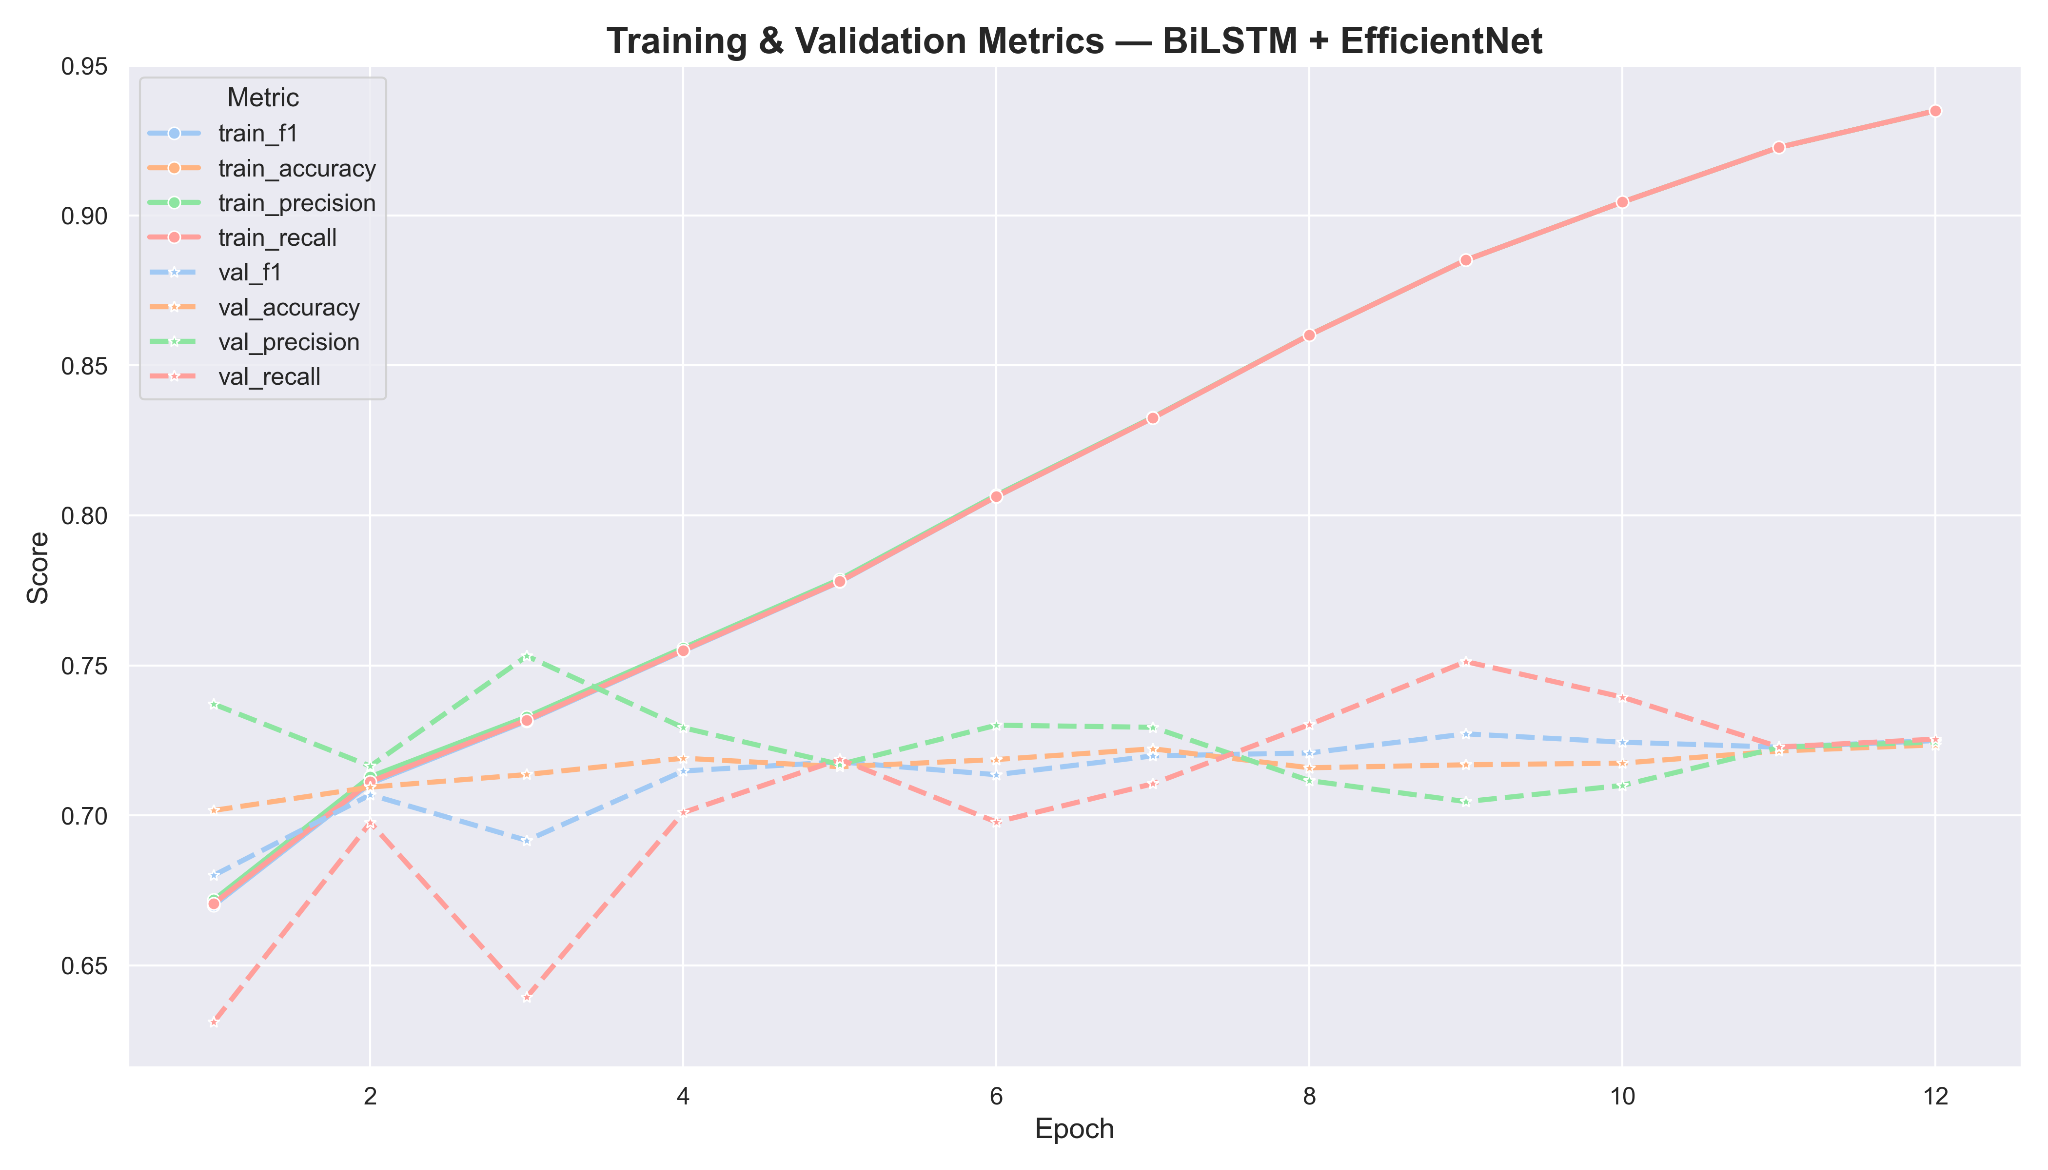 Training & Validation Metrics — BiLSTM + EfficientNet
0.95
0.90
0.85
0.80
0.75
0.70
0.65
Score
Metric
train_f1
train_accuracy
train_precision
train_recall
val_f1
val_accuracy
val_precision
val_recall
2 4 6 8 10 12
Epoch